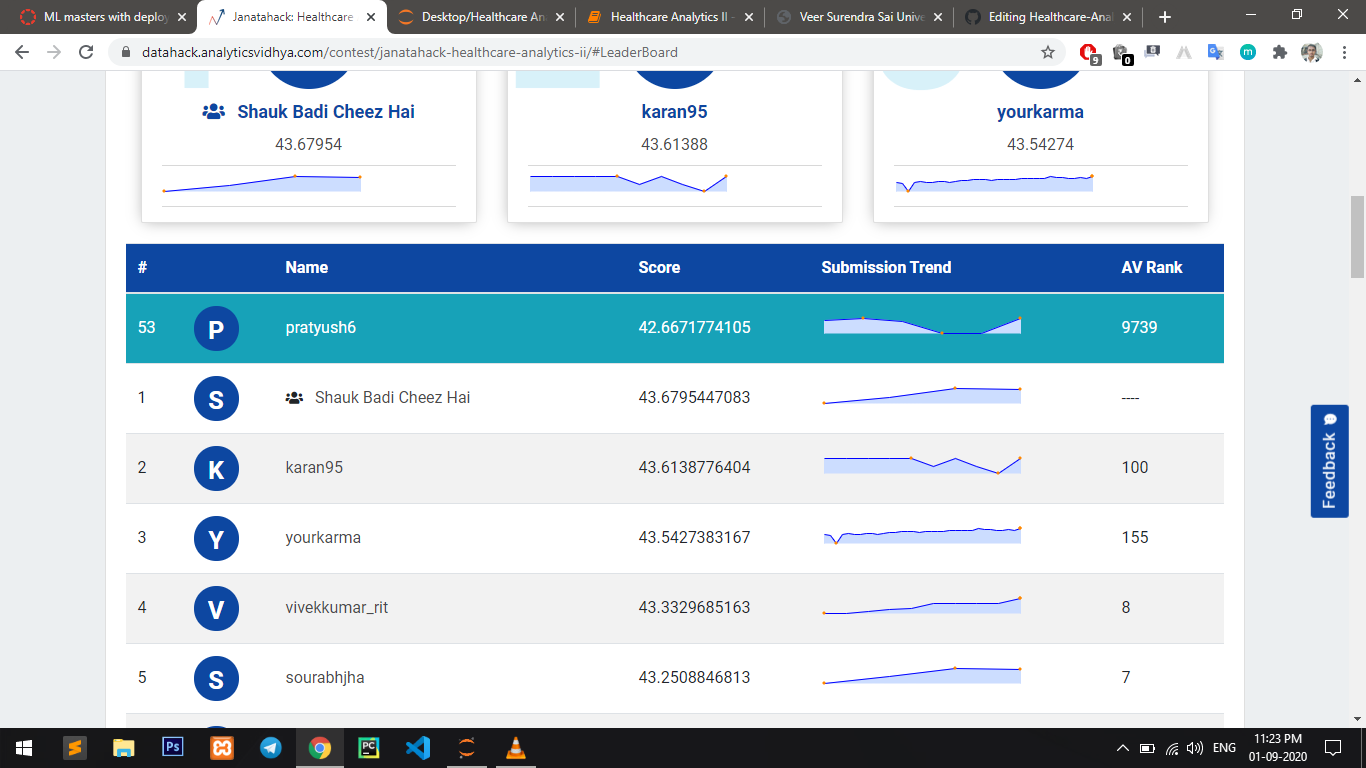 ML masters with deploy
Janatahack: Healthcare
Desktop/Healthcare An
Healthcare Analytics II -
Veer Surendra Sai Unive
Editing Healthcare-Anal
datahack.analyticsvidhya.com/contest/janatahack-healthcare-analytics-ii/#LeaderBoard
9
0
m
Shauk Badi Cheez Hai
43.67954
karan95
43.61388
yourkarma
43.54274
# Name Score Submission Trend AV Rank
53 P pratyush6 42.6671774105 9739
1 S Shauk Badi Cheez Hai 43.6795447083 ----
2 K karan95 43.6138776404 100
3 Y yourkarma 43.5427383167 155
4 V vivekkumar_rit 43.3329685163 8
5 S sourabhjha 43.2508846813 7
Feedback
Ps
PC
ENG
11:23 PM
01-09-2020